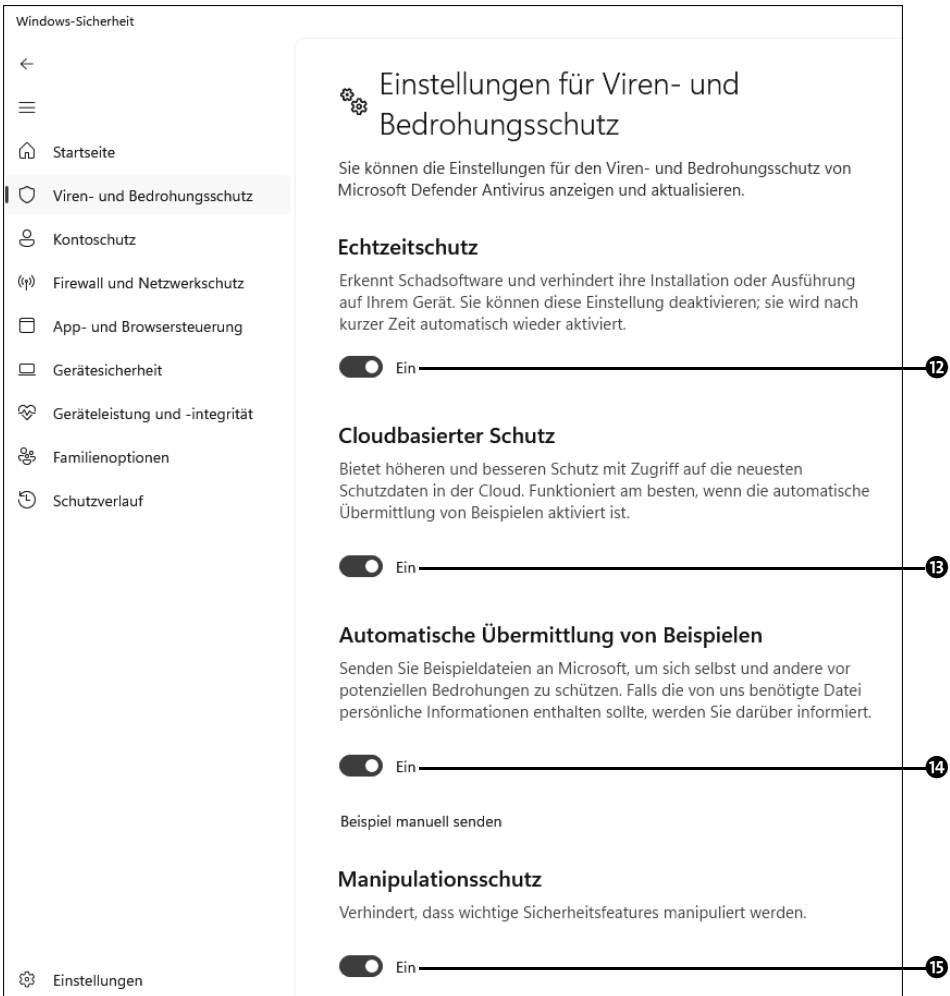 Windows-Sicherheit
Startseite
Viren- und Bedrohungsschutz
Kontoschutz
Firewall und Netzwerkschutz
App- und Browsersteuerung
Gerätesicherheit
Geräteleistung und -integrität
Familienoptionen
Schutzverlauf
Einstellungen
Einstellungen für Viren- und
Bedrohungsschutz
Sie können die Einstellungen für den Viren- und Bedrohungsschutz von
Microsoft Defender Antivirus anzeigen und aktualisieren.
Echtzeitschutz
Erkennt Schadsoftware und verhindert ihre Installation oder Ausführung
auf Ihrem Gerät. Sie können diese Einstellung deaktivieren; sie wird nach
kurzer Zeit automatisch wieder aktiviert.
Ein 12
Cloudbasierter Schutz
Bietet höheren und besseren Schutz mit Zugriff auf die neuesten
Schutzdaten in der Cloud. Funktioniert am besten, wenn die automatische
Übermittlung von Beispielen aktiviert ist.
Ein 13
Automatische Übermittlung von Beispielen
Senden Sie Beispieldateien an Microsoft, um sich selbst und andere vor
potenziellen Bedrohungen zu schützen. Falls die von uns benötigte Datei
persönliche Informationen enthalten sollte, werden Sie darüber informiert.
Ein 14
Beispiel manuell senden
Manipulationsschutz
Verhindert, dass wichtige Sicherheitsfeatures manipuliert werden.
Ein 15